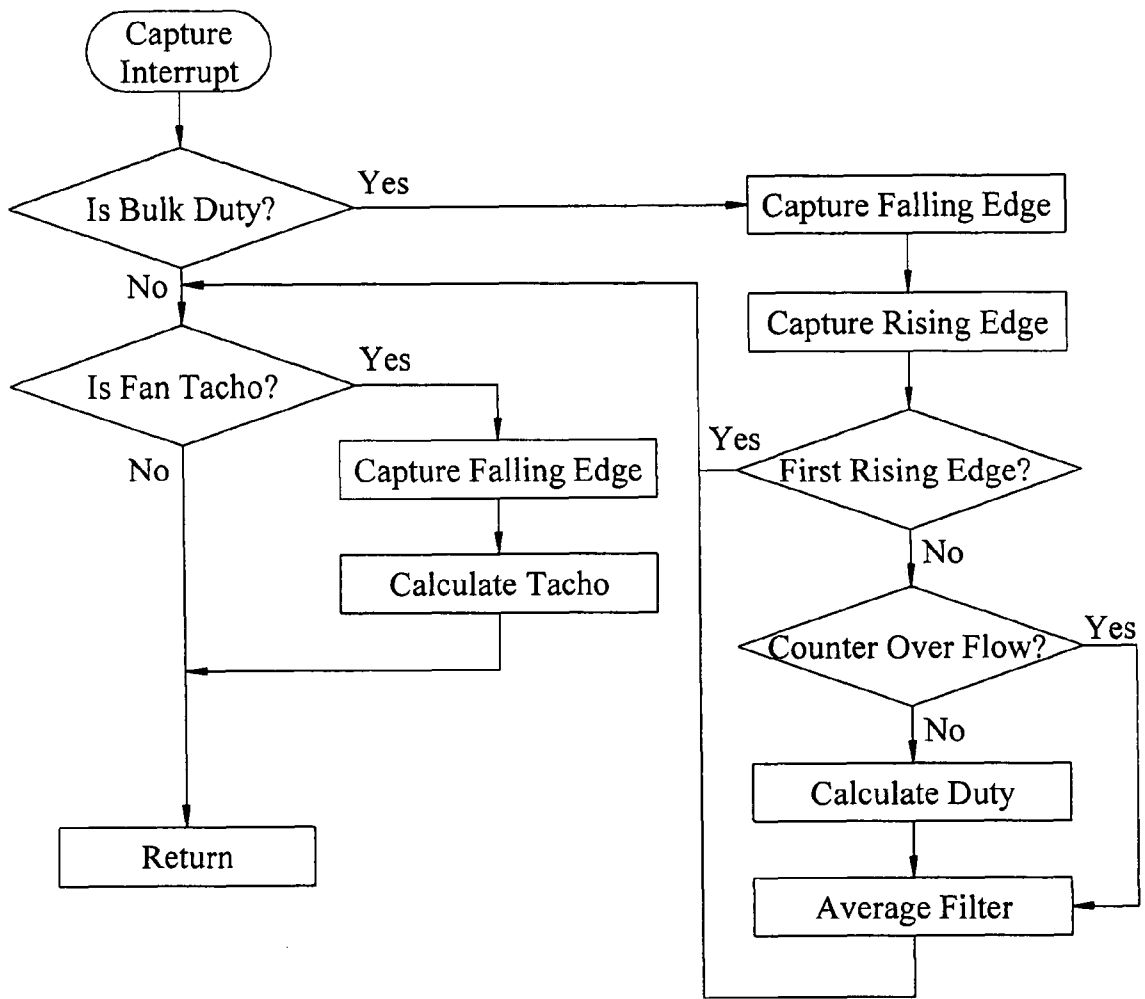 Capture
Interrupt
Is Bulk Duty?
Yes
Capture Falling Edge
No
Capture Rising Edge
Is Fan Tacho?
Yes
No
Capture Falling Edge
Yes
First Rising Edge?
No
Calculate Tacho
Counter Over Flow?
Yes
No
Calculate Duty
Return
Average Filter